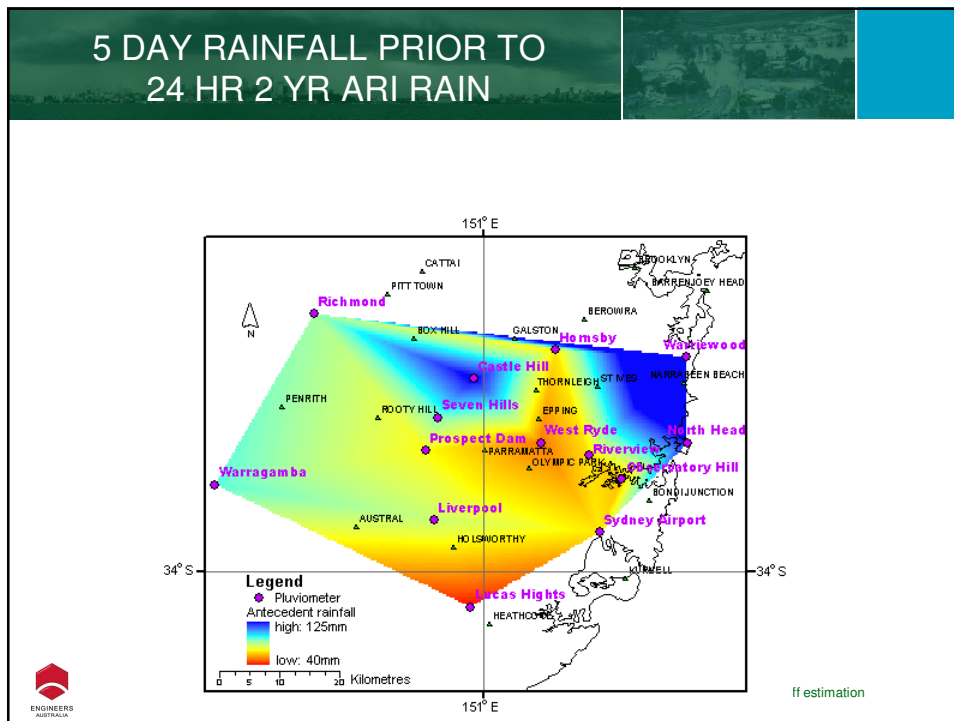 5 DAY RAINFALL PRIOR TO
24 HR 2 YR ARI RAIN
151° E
CATTAI
BROOKLYN
PITT TOWN
BARRENJOEY HEAD
Richmond
BEROWRA
N
BOX HILL
GALSTON
Hornsby
Warriewood
Castle Hill
THORNLEIGH
ST IVES
NARRABEEN BEACH
PENRITH
ROOTY HILL
Seven Hills
EPPING
West Ryde
North Head
Prospect Dam
PARRAMATTA
Riverview
OLYMPIC PARK
Observatory Hill
Warragamba
BONDI JUNCTION
Liverpool
AUSTRAL
Sydney Airport
HOLSWORTHY
34° S
34° S
KURNELL
Legend
Pluviometer
Lucas Hights
Antecedent rainfall
HEATHCOTE
high: 125mm
low: 40mm
0 5 10 20 Kilometres
151° E
ENGINEERS
AUSTRALIA
ff estimation